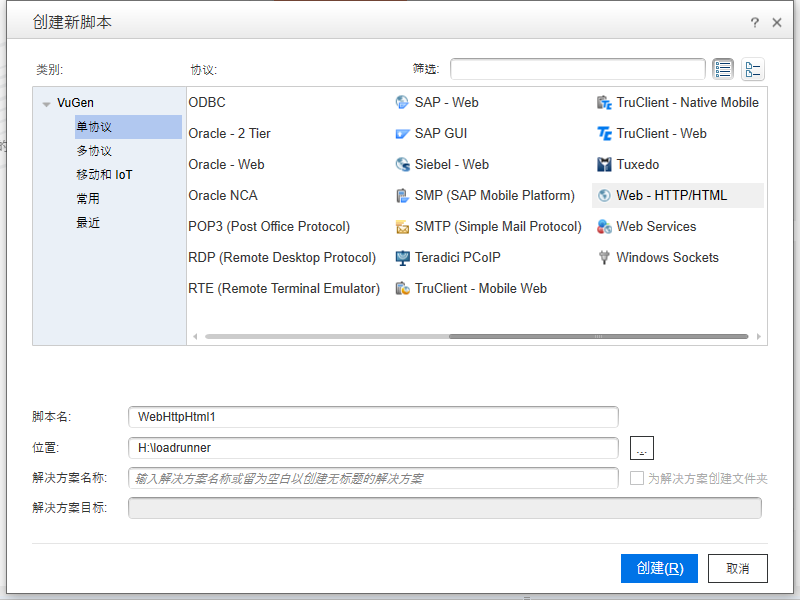 创建新脚本
?
类别:
协议:
筛选:
VuGen
单协议
多协议
移动和 IoT
常用
最近
ODBC
Oracle - 2 Tier
Oracle - Web
Oracle NCA
POP3 (Post Office Protocol)
RDP (Remote Desktop Protocol)
RTE (Remote Terminal Emulator)
SAP - Web
SAP GUI
Siebel - Web
SMP (SAP Mobile Platform)
SMTP (Simple Mail Protocol)
Teradici PCoIP
TruClient - Mobile Web
TruClient - Native Mobile
TruClient - Web
Tuxedo
Web - HTTP/HTML
Web Services
Windows Sockets
脚本名:
WebHttpHtml1
位置:
H:\loadrunner
...
解决方案名称:
输入解决方案名称或留为空白以创建无标题的解决方案
为解决方案创建文件夹
解决方案目标:
创建(R)
取消